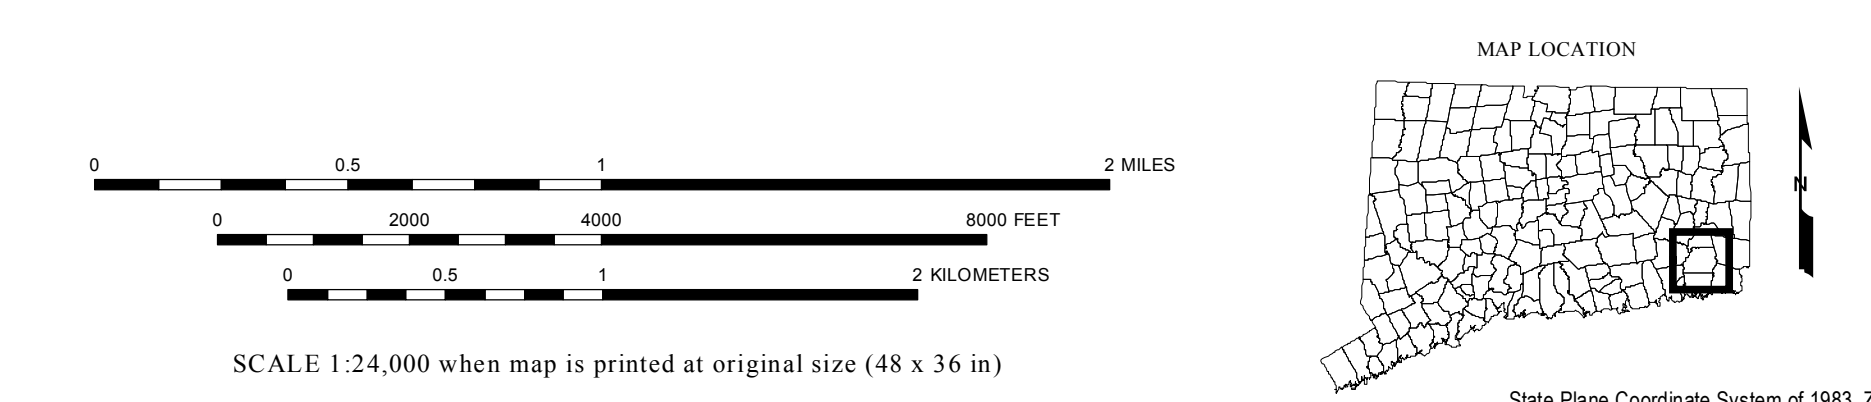 MAP LOCATION
0 0.5 1 2 MILES
0 2000 4000 8000 FEET
0 0.5 1 2 KILOMETERS
N
SCALE 1:24,000 when map is printed at original size (48 x 36 in)
State Plane Coordinate System of 1983,